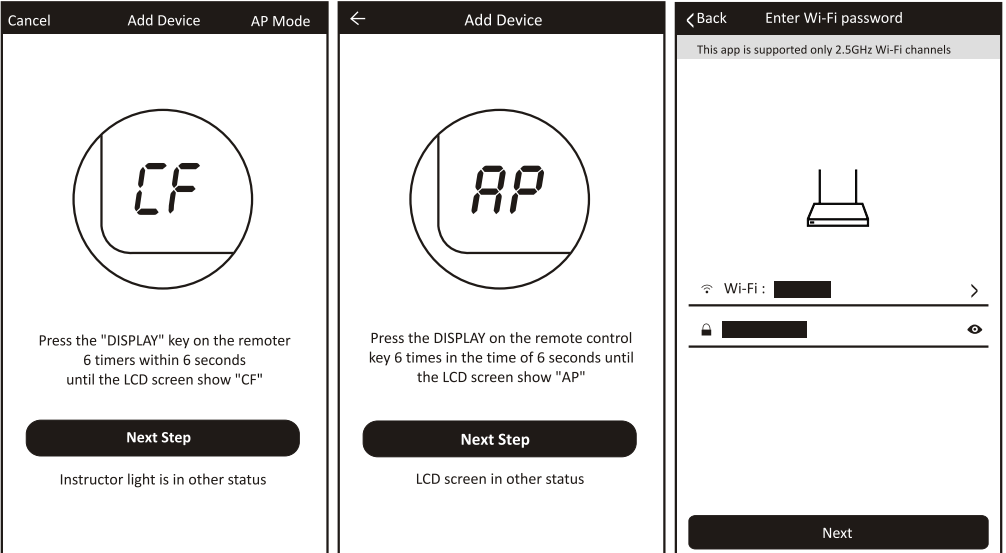 Cancel Add Device AP Mode
CF
Press the "DISPLAY" key on the remoter
6 timers within 6 seconds
until the LCD screen show "CF"
Next Step
Instructor light is in other status
Add Device
AP
Press the DISPLAY on the remote control
key 6 times in the time of 6 seconds until
the LCD screen show "AP"
Next Step
LCD screen in other status
Back Enter Wi-Fi password
This app is supported only 2.5GHz Wi-Fi channels
Wi-Fi :
Next